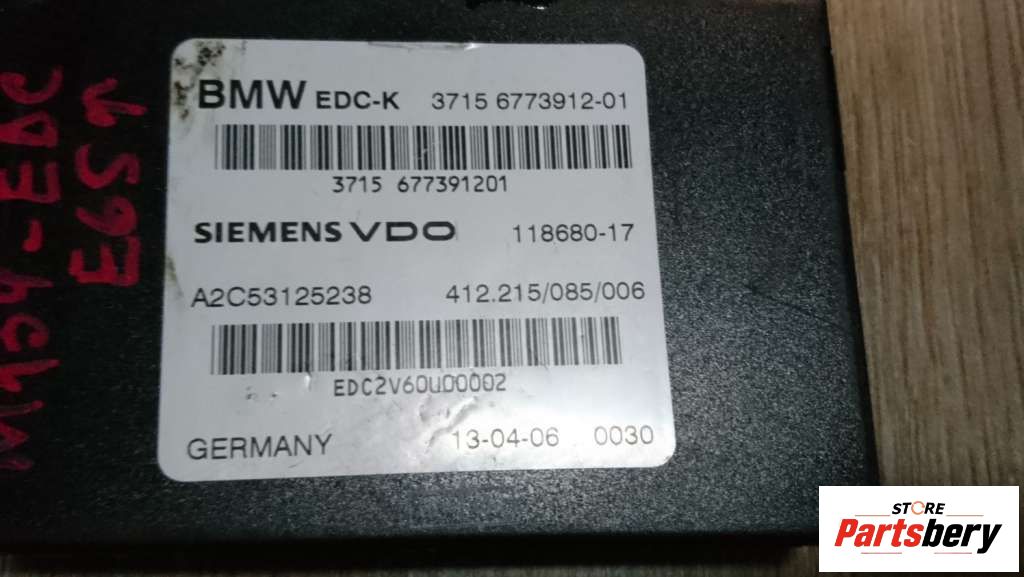 BMW EDC-K 3715 6773912-01
3715 677391201
SIEMENS VDO 118680-17
A2C53125238 412.215/085/006
EDC2V60U00002
GERMANY 13-04-06 0030
STORE
Partsbery